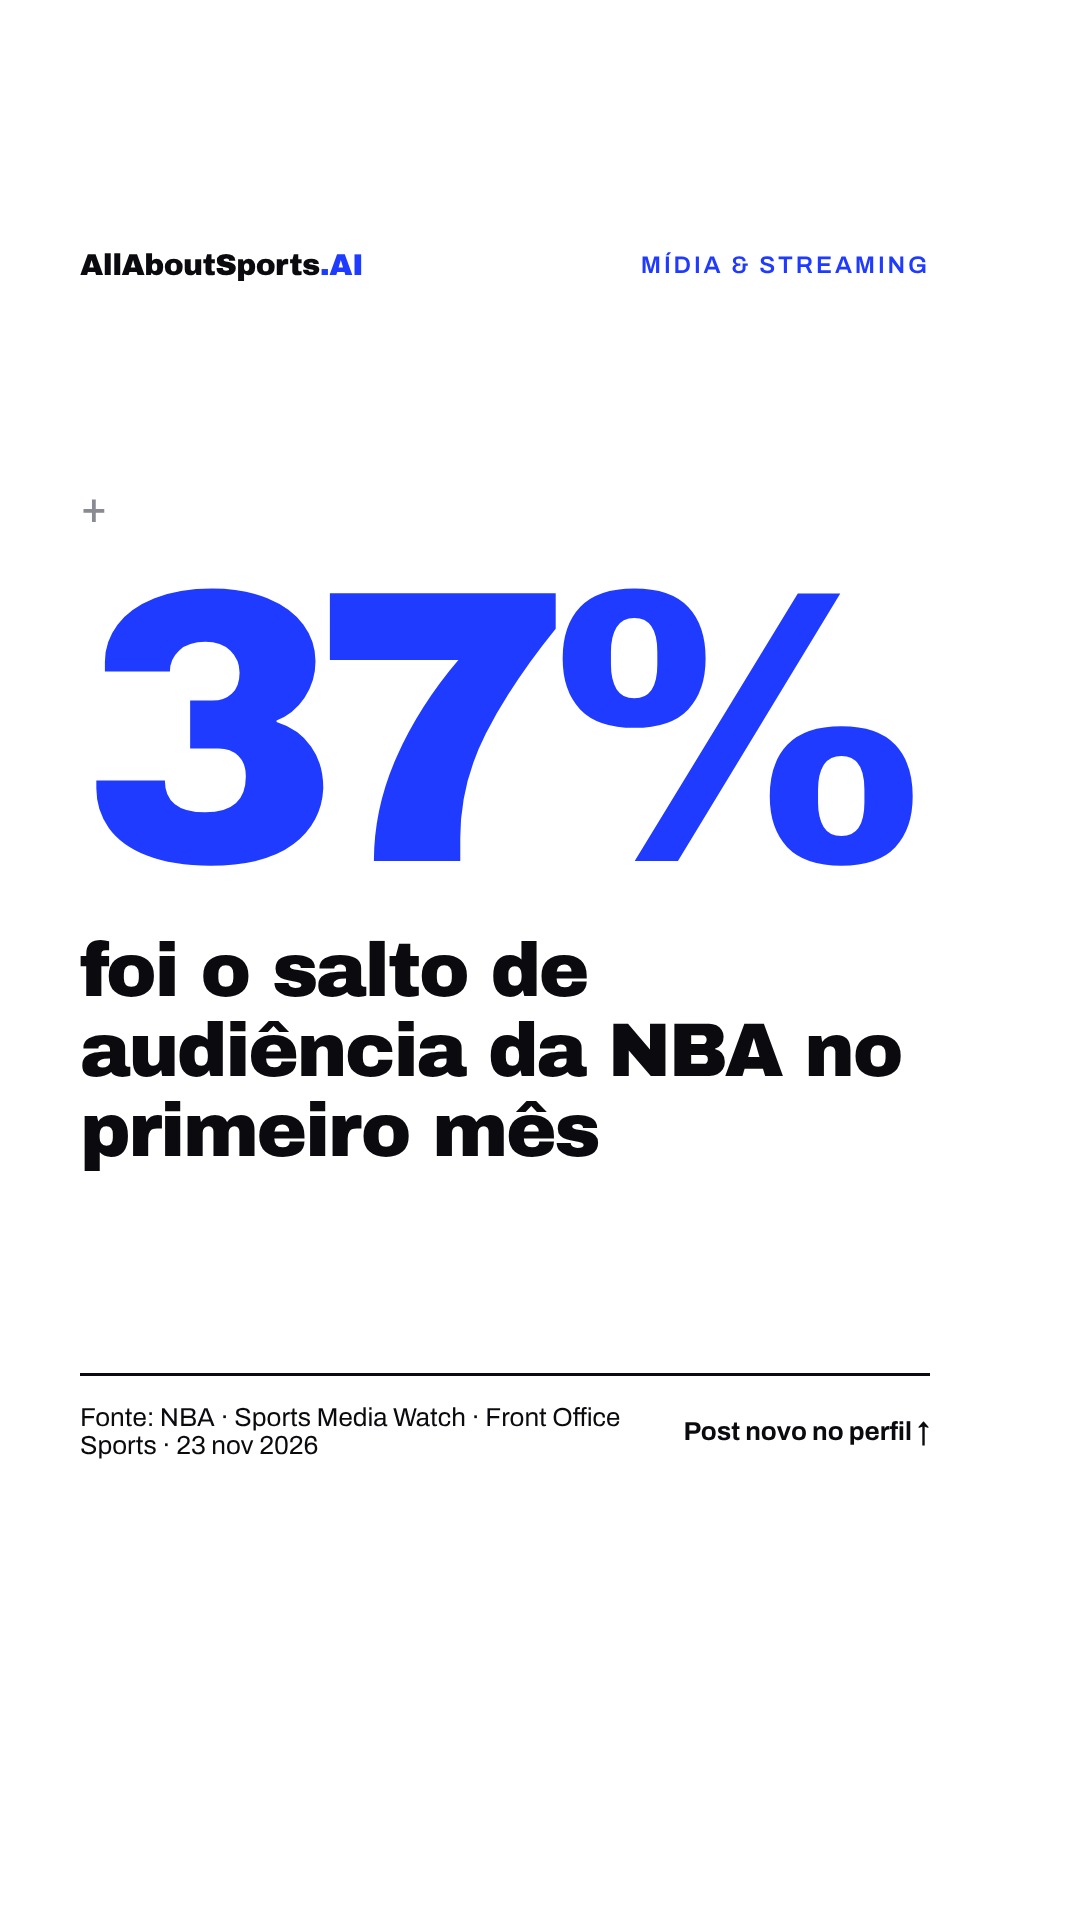 AllAboutSports.AI
MÍDIA & STREAMING
+
37%
foi o salto de
audiência da NBA no
primeiro mês
Fonte: NBA · Sports Media Watch · Front Office
Sports · 23 nov 2026
Post novo no perfil ↑